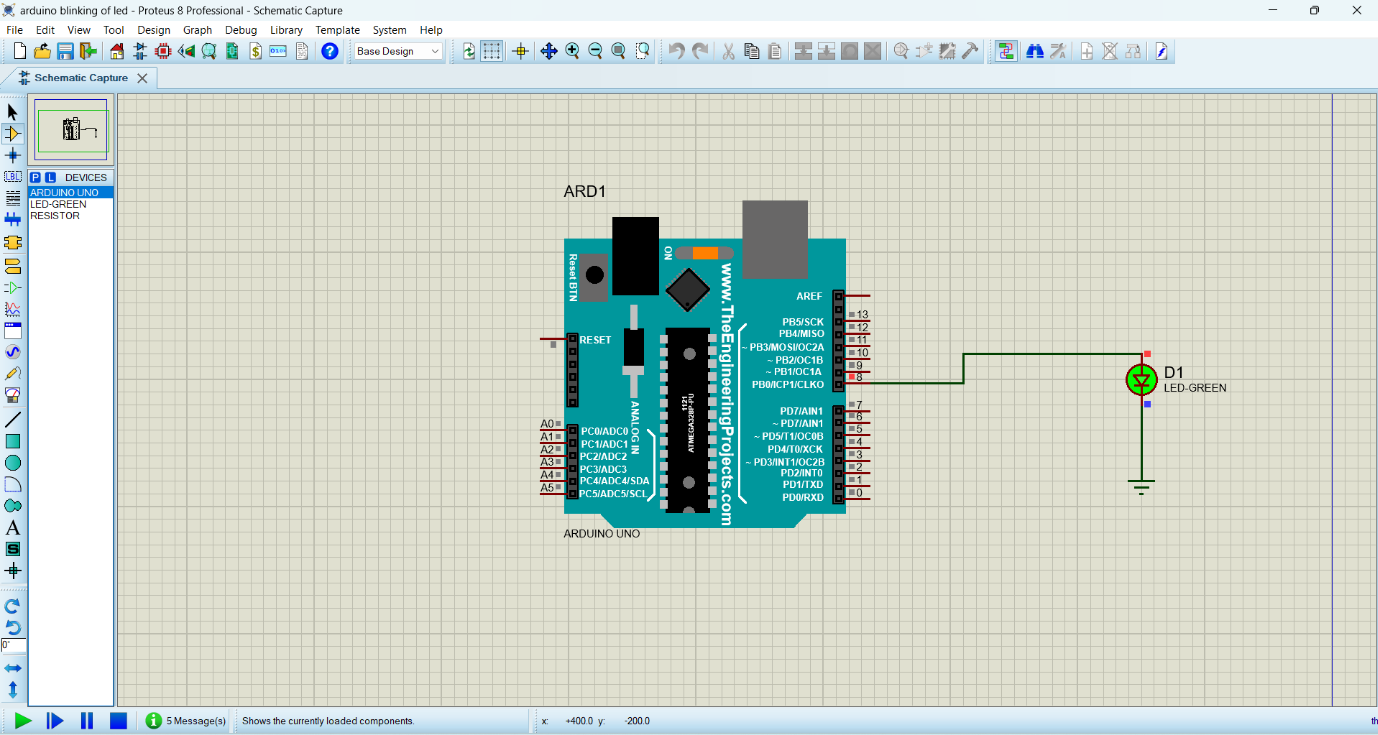 arduino blinking of led - Proteus 8 Professional - Schematic Capture
File Edit View Tool Design Graph Debug Library Template System Help
Base Design
Schematic Capture
P L DEVICES
ARDUINO UNO
LED-GREEN
RESISTOR
LBL
A
S
0°
ARD1
Reset BTN
ON
www.TheEngineeringProjects.com
RESET
ANALOG IN
1121
ATMEGA328P-PU
A0 PC0/ADC0
A1 PC1/ADC1
A2 PC2/ADC2
A3 PC3/ADC3
A4 PC4/ADC4/SDA
A5 PC5/ADC5/SCL
AREF
PB5/SCK 13
PB4/MISO 12
~ PB3/MOSI/OC2A 11
~ PB2/OC1B 10
~ PB1/OC1A 9
PB0/ICP1/CLKO 8
PD7/AIN1 7
~ PD7/AIN1 6
~ PD5/T1/OC0B 5
PD4/T0/XCK 4
~ PD3/INT1/OC2B 3
PD2/INT0 2
PD1/TXD 1
PD0/RXD 0
ARDUINO UNO
D1
LED-GREEN
5 Message(s) Shows the currently loaded components. x: +400.0 y: -200.0 th